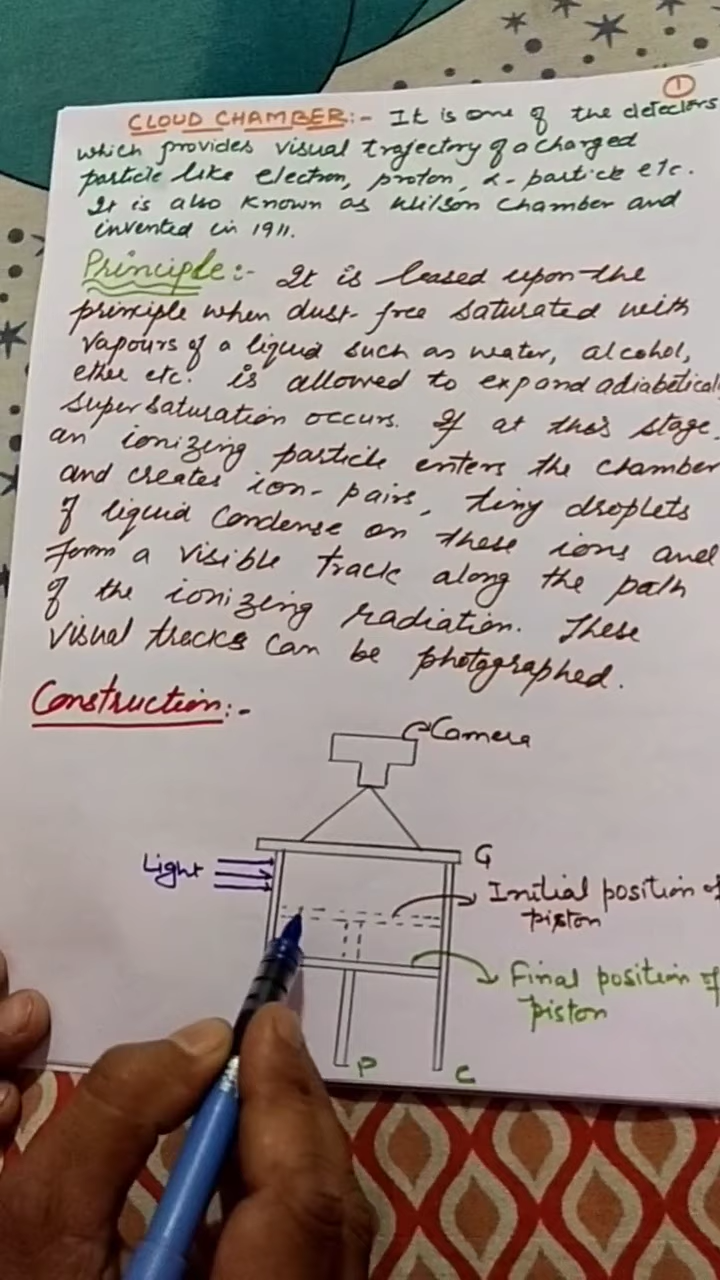 ①
CLOUD CHAMBER:- It is one of the detectors
which provides visual trajectory of a charged
particle like electron, proton, α-particle etc.
It is also known as Wilson Chamber and
invented in 1911.
Principle:- It is based upon the
principle when dust-free saturated with
vapours of a liquid such as water, alcohol,
ether etc. is allowed to expand adiabetical
supersaturation occurs. If at this stage
an ionizing particle enters the chamber
and creates ion-pairs, tiny droplets
of liquid condense on these ions and
form a visible track along the path
of the ionizing radiation. These
visual tracks can be photographed.
Construction:-
Camera
G
Light
Initial position of
piston
Final position of
piston
P
C